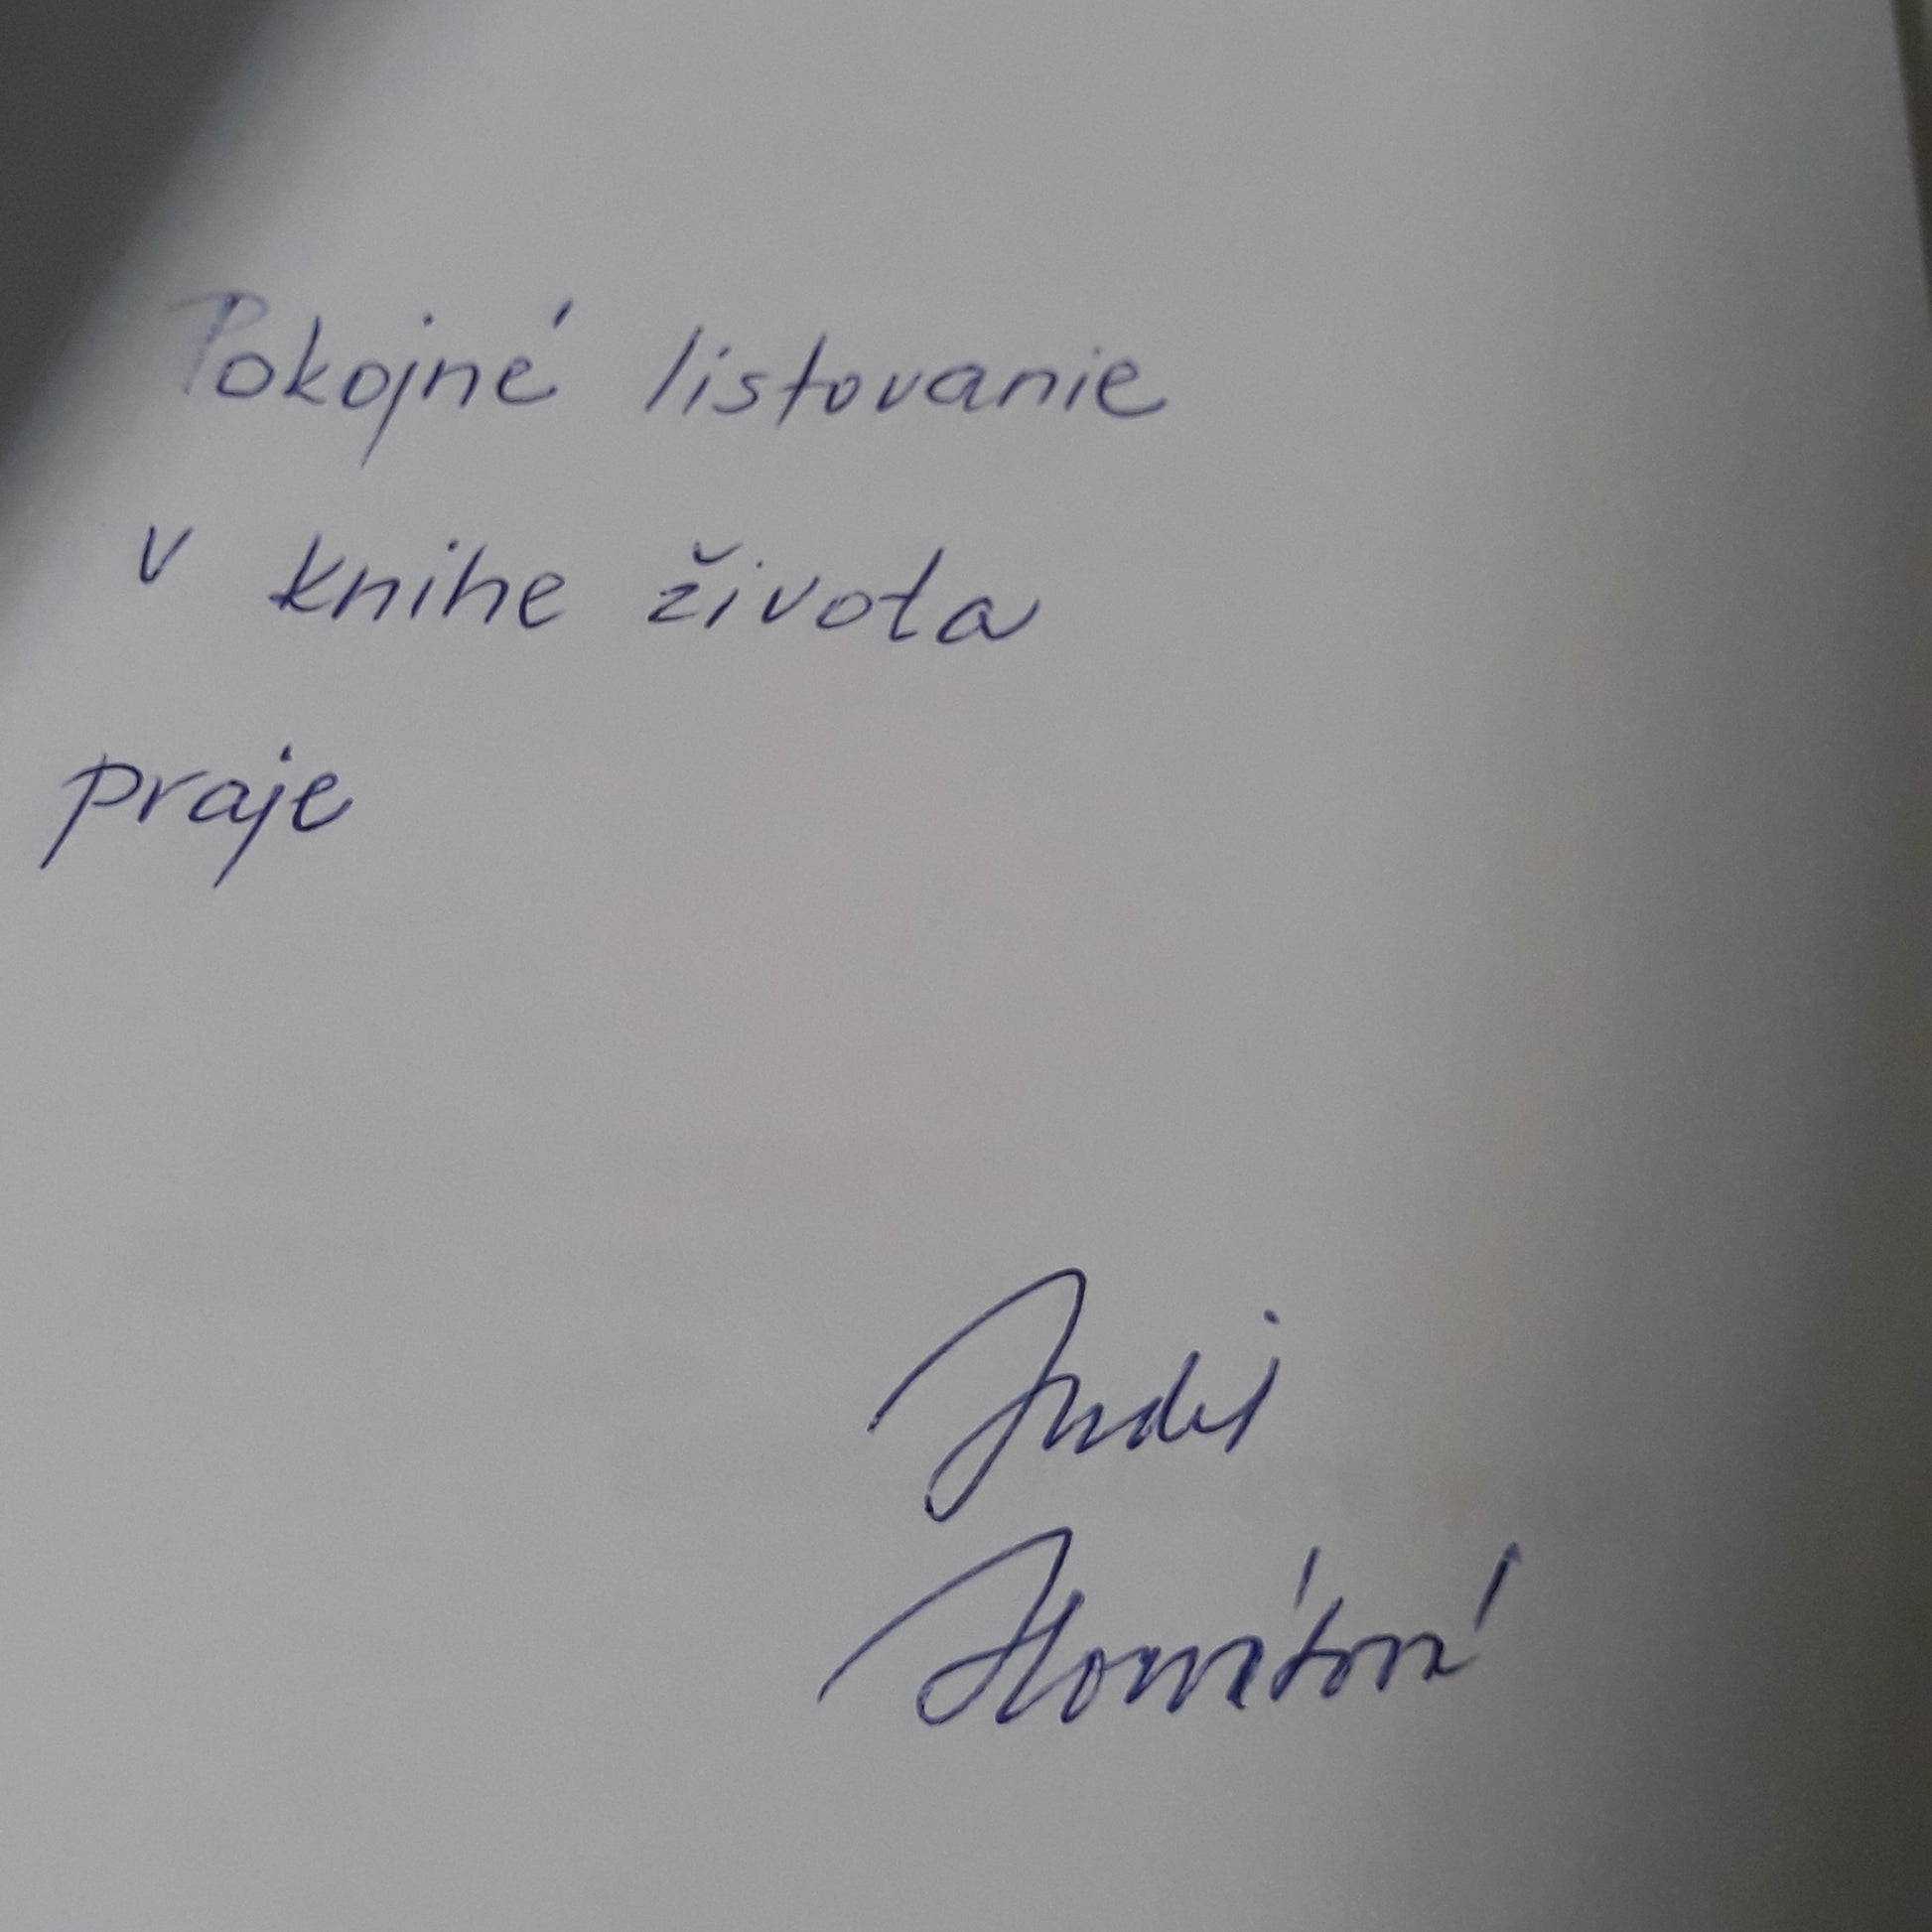 Pokojné listovanie
v knihe života
praje